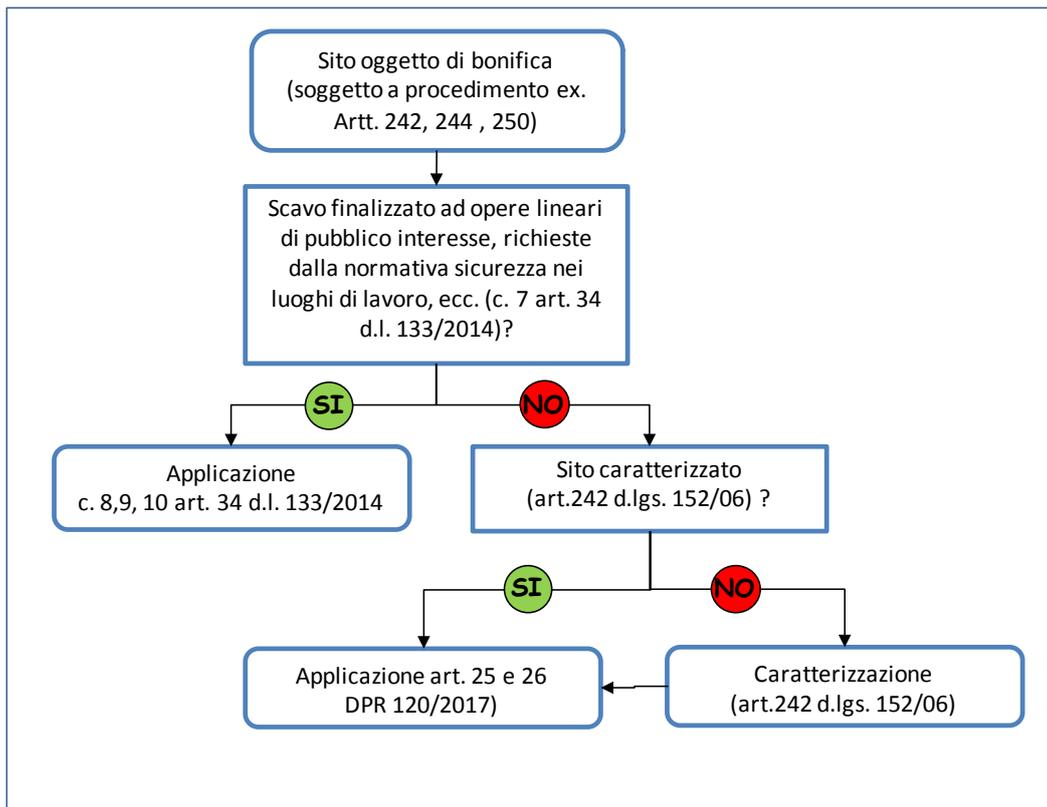 Sito oggetto di bonifica
(soggetto a procedimento ex.
Artt. 242, 244 , 250)
Scavo finalizzato ad opere lineari
di pubblico interesse, richieste
dalla normativa sicurezza nei
luoghi di lavoro, ecc. (c. 7 art. 34
d.l. 133/2014)?
SI
NO
Applicazione
c. 8,9, 10 art. 34 d.l. 133/2014
Sito caratterizzato
(art.242 d.lgs. 152/06) ?
SI
NO
Applicazione art. 25 e 26
DPR 120/2017)
Caratterizzazione
(art.242 d.lgs. 152/06)